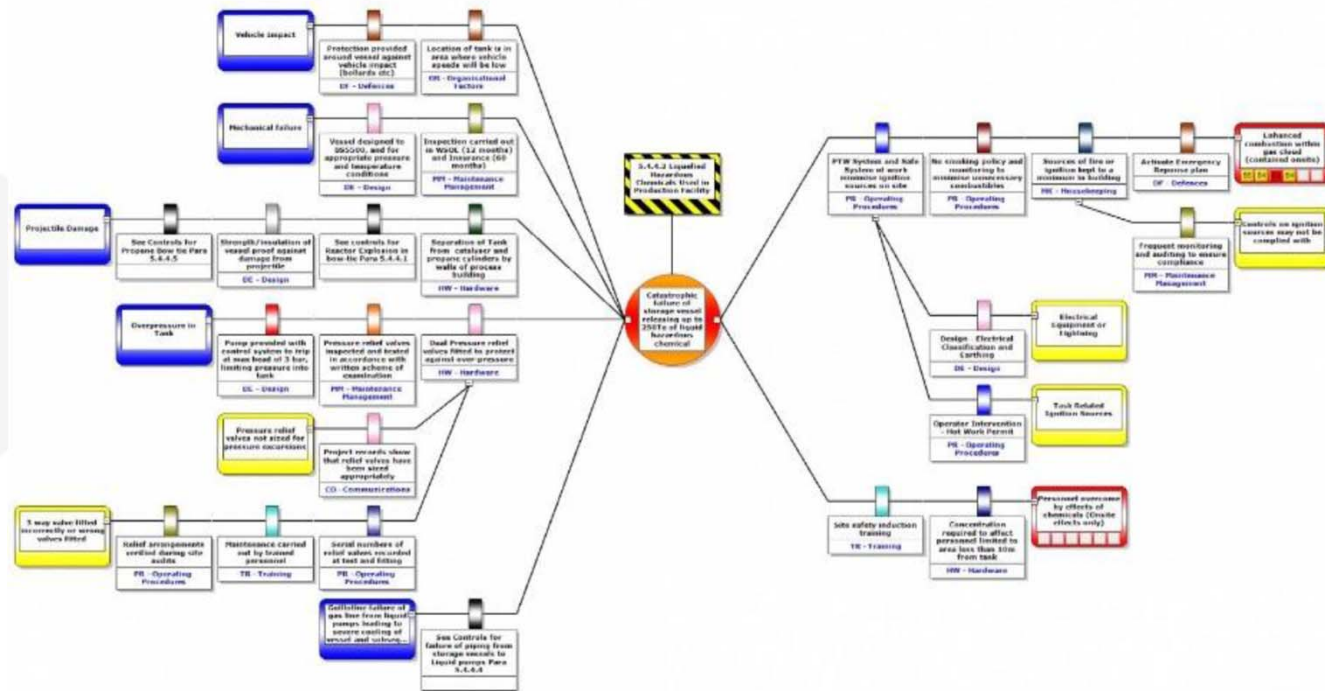 Vehicle Impact
Protection provided
around vessel against
vehicle impact
(bollards etc)
DF - Defences
Location of tank is in
area where vehicle
speeds will be low
OR - Organisational
Factors
Mechanical failure
Vessel designed to
BS5500, and for
appropriate pressure
and temperature
conditions
DE - Design
Inspection carried out
in WSOE (12 months)
and Insurance (60
months)
MM - Maintenance
Management
Projectile Damage
See Controls for
Propane Bow tie Para
5.4.4.5
Strength/insulation of
vessel proof against
damage from
projectile
DE - Design
See controls for
Reactor Explosion in
bow-tie Para 5.4.4.1
Separation of Tank
from catalyser and
propane cylinders by
walls of process
building
HW - Hardware
Overpressure in
Tank
Pump provided with
control system to trip
at max head of 3 bar,
limiting pressure into
tank
DE - Design
Pressure relief valves
inspected and tested
in accordance with
written scheme of
examination
MM - Maintenance
Management
Dual Pressure relief
valves fitted to protect
against over-pressure
HW - Hardware
Pressure relief
valves not sized for
pressure excursions
Project records show
that relief valves have
been sized
appropriately
CO - Communications
3 way valve fitted
incorrectly or wrong
valves fitted
Relief arrangements
verified during site
audits
PR - Operating
Procedures
Maintenance carried
out by trained
personnel
TR - Training
Serial numbers of
relief valves recorded
at test and fitting
PR - Operating
Procedures
Guillotine failure of
gas line from liquid
pumps leading to
severe cooling of
vessel and subseq...
See Controls for
failure of piping from
storage vessels to
Liquid pumps Para
5.4.4.4
5.4.4.2 Liquefied
Hazardous
Chemicals Used in
Production Facility
Catastrophic
failure of
storage vessel
releasing up to
250Te of liquid
hazardous
chemical
PTW System and Safe
System of work
minimise ignition
sources on site
PR - Operating
Procedures
No smoking policy and
monitoring to
minimise unnecessary
combustibles
PR - Operating
Procedures
Sources of fire or
ignition kept to a
minimum in building
HK - Housekeeping
Activate Emergency
Reponse plan
DF - Defences
Enhanced
combustion within
gas cloud
(contained onsite)
Frequent monitoring
and auditing to ensure
compliance
MM - Maintenance
Management
Controls on ignition
sources may not be
complied with
Design - Electrical
Classification and
Earthing
DE - Design
Electrical
Equipment or
Lightning
Operator Intervention
- Hot Work Permit
PR - Operating
Procedures
Task Related
Ignition Sources
Site safety induction
training
TR - Training
Concentration
required to affect
personnel limited to
area less than 10m
from tank
HW - Hardware
Personnel overcome
by effects of
chemicals (Onsite
effects only)